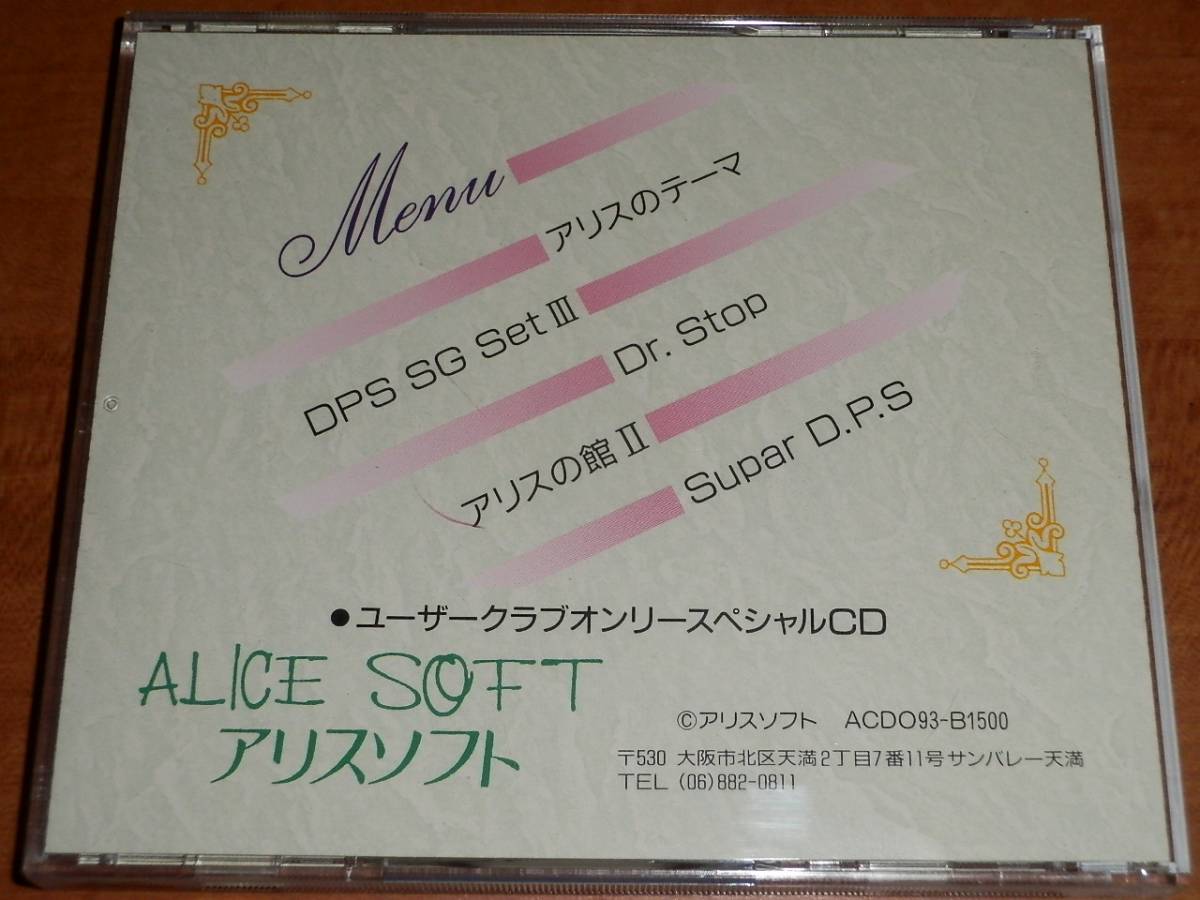 Menu
アリスのテーマ
DPS SG Set Ⅲ
Dr. Stop
アリスの館Ⅱ
Supar D.P.S
●ユーザークラブオンリースペシャルCD
ALICE SOFT
アリスソフト
©アリスソフト ACDO93-B1500
〒530 大阪市北区天満2丁目7番11号サンバレー天満
TEL (06)882-0811